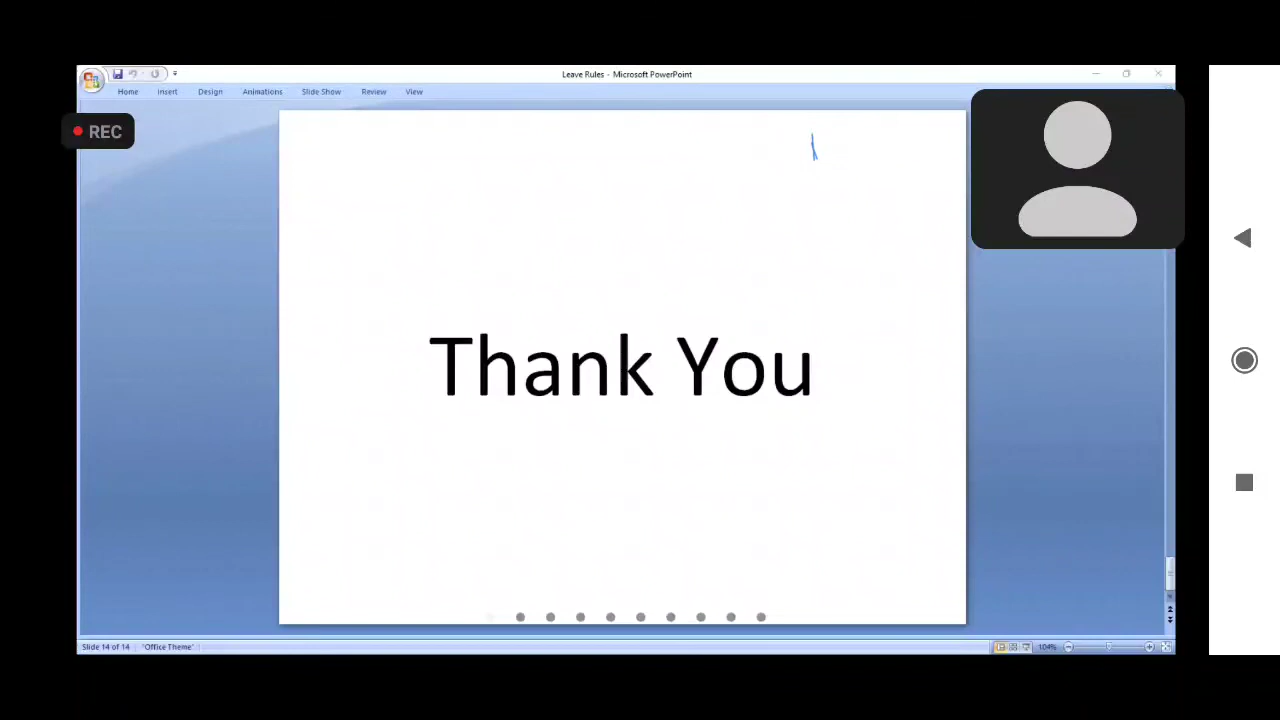 Leave Rules - Microsoft PowerPoint
Home Insert Design Animations Slide Show Review View
REC
Thank You
Slide 14 of 14 "Office Theme" 104%